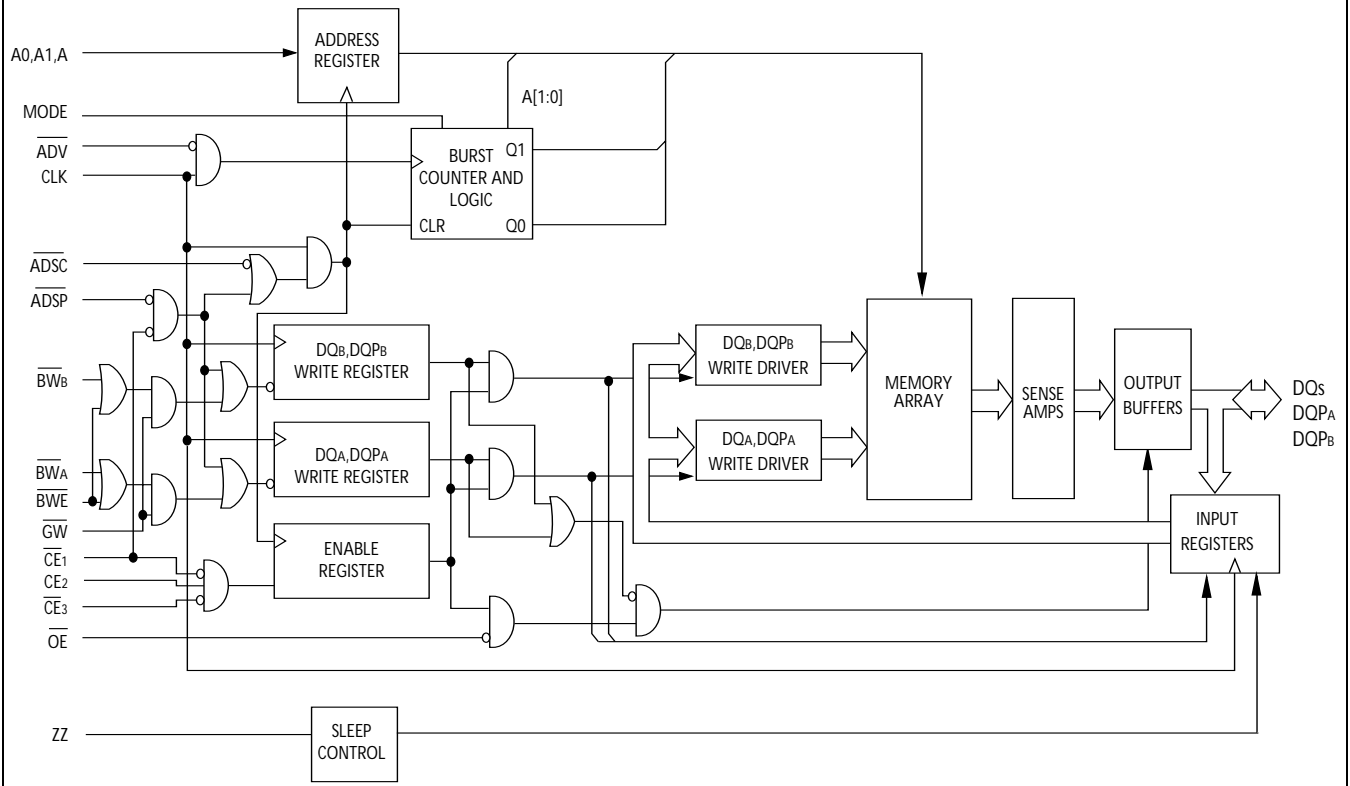 A0,A1,A
MODE
ADV
CLK
ADSC
ADSP
BWB
BWA
BWE
GW
CE1
CE2
CE3
OE
ZZ
ADDRESS
REGISTER
A[1:0]
BURST
COUNTER AND
LOGIC
Q1
CLR
Q0
DQB,DQPB
WRITE REGISTER
DQA,DQPA
WRITE REGISTER
ENABLE
REGISTER
SLEEP
CONTROL
DQB,DQPB
WRITE DRIVER
DQA,DQPA
WRITE DRIVER
MEMORY
ARRAY
SENSE
AMPS
OUTPUT
BUFFERS
INPUT
REGISTERS
DQs
DQPA
DQPB